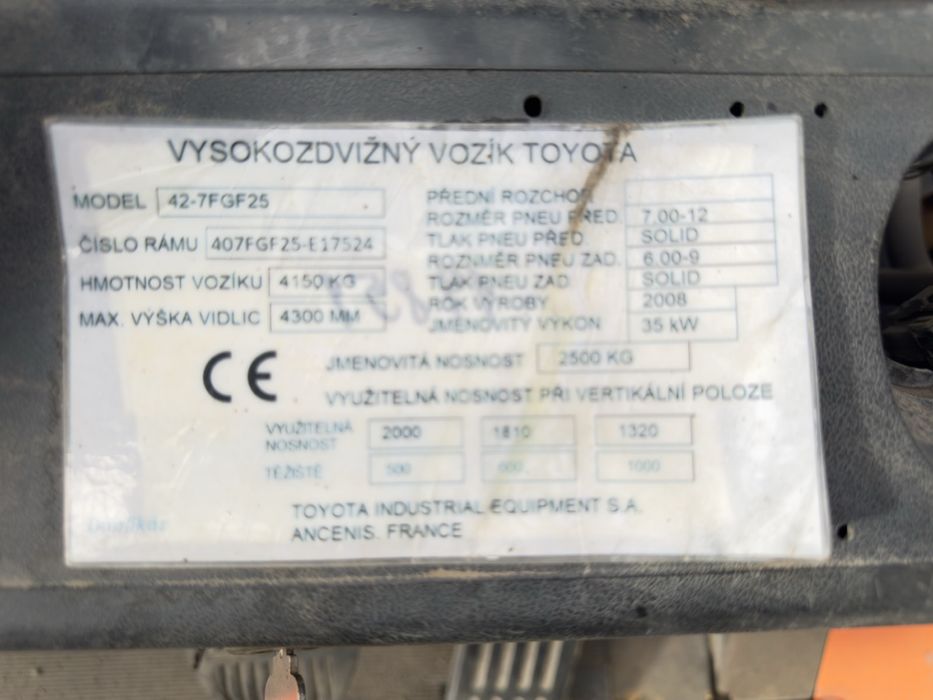 VYSOKOZDVIŽNÝ VOZÍK TOYOTA
MODEL 42-7FGF25
ČÍSLO RÁMU 407FGF25-E17524
HMOTNOST VOZÍKU 4150 KG
MAX. VÝŠKA VIDLIC 4300 MM
PŘEDNÍ ROZCHOD
ROZMĚR PNEU PŘED. 7.00-12
TLAK PNEU PŘED. SOLID
ROZNMĚR PNEU ZAD. 6.00-9
TLAK PNEU ZAD. SOLID
ROK VÝROBY 2008
JMENOVITÝ VÝKON 35 kW
CE
JMENOVITÁ NOSNOST 2500 KG
VYUŽITELNÁ NOSNOST PŘI VERTIKÁLNÍ POLOZE
VYUŽITELNÁ
NOSNOST 2000 1810 1320
TĚŽIŠTĚ 500 600 1000
TOYOTA INDUSTRIAL EQUIPMENT S.A.
ANCENIS. FRANCE